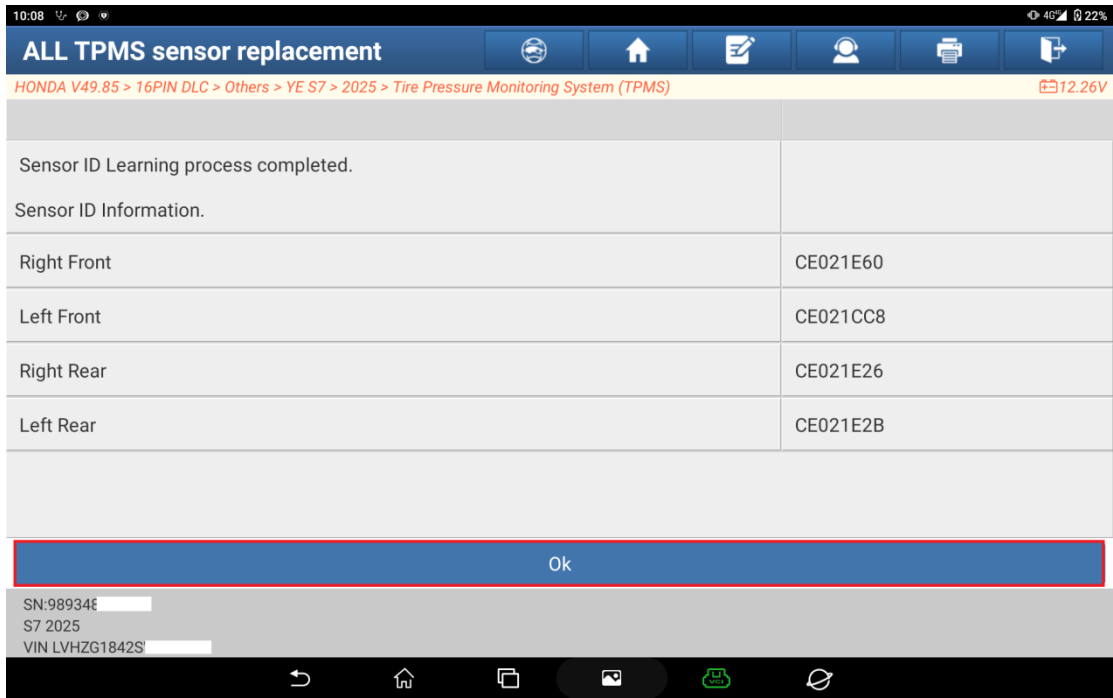 10:08
4G 22%
ALL TPMS sensor replacement
HONDA V49.85 > 16PIN DLC > Others > YE S7 > 2025 > Tire Pressure Monitoring System (TPMS) 12.26V
Sensor ID Learning process completed.
Sensor ID Information.
Right Front CE021E60
Left Front CE021CC8
Right Rear CE021E26
Left Rear CE021E2B
Ok
SN:989348
S7 2025
VIN LVHZG1842S
VCI